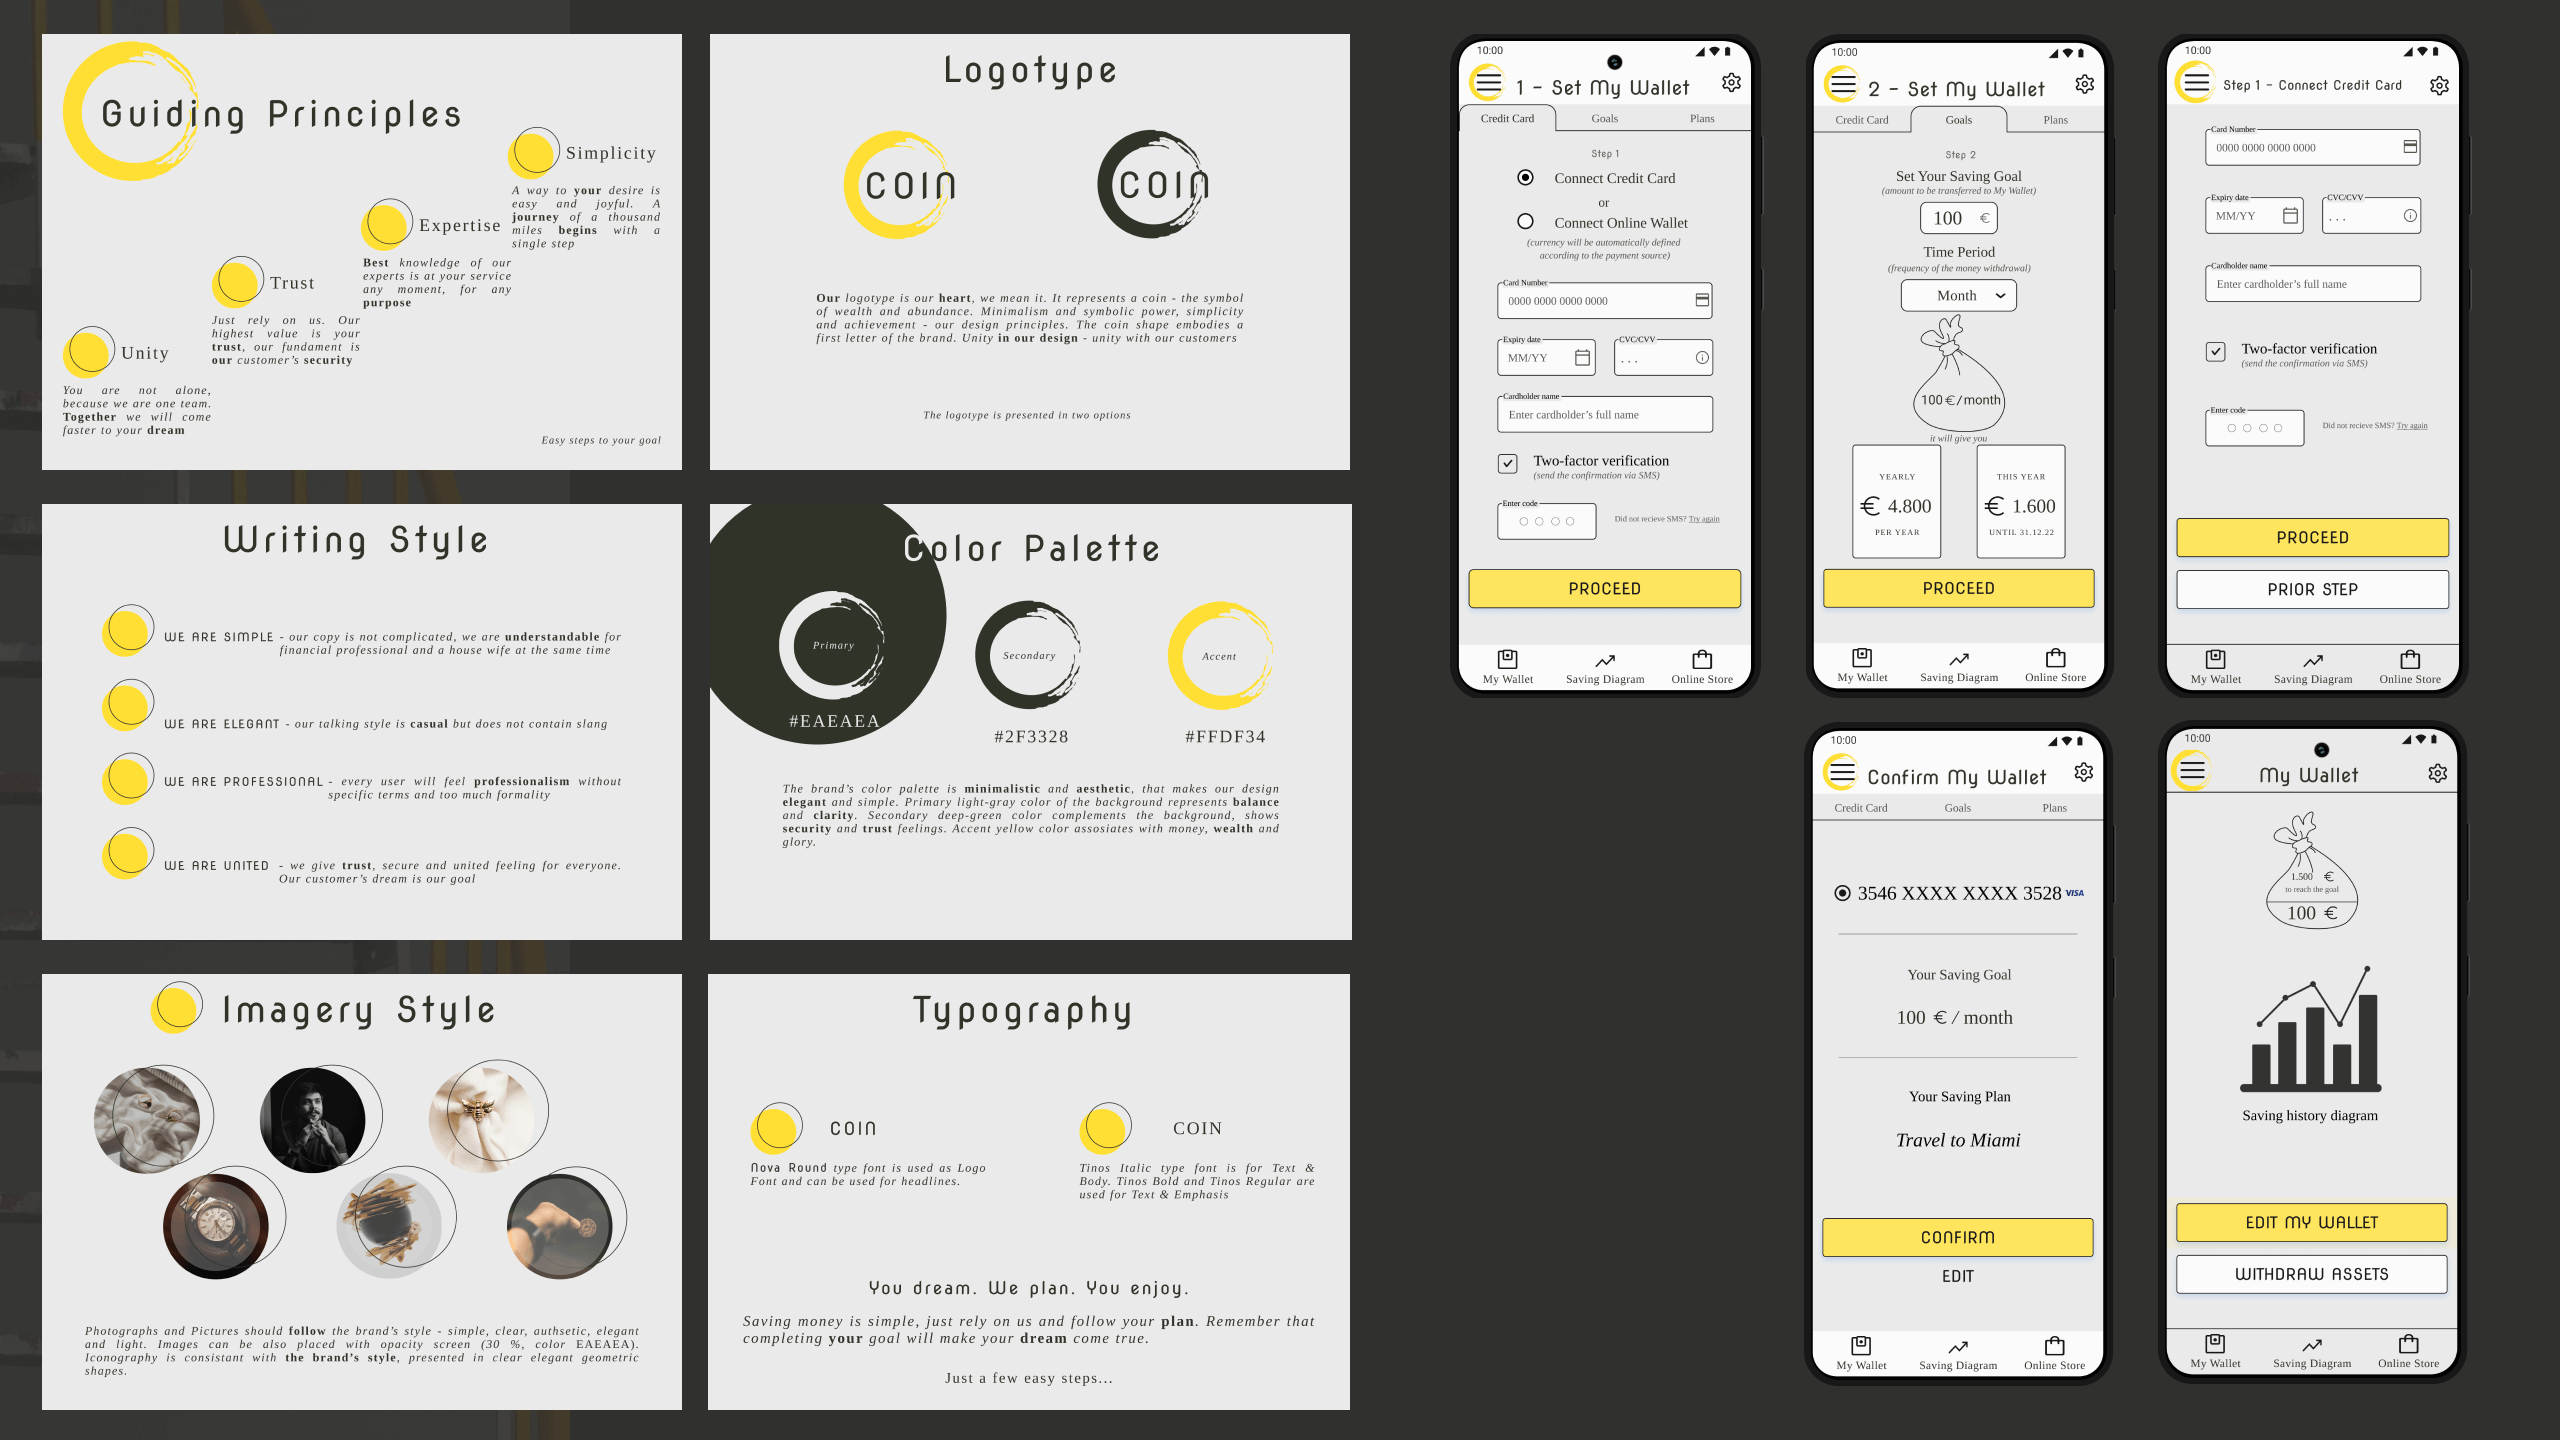 Guiding Principles
Simplicity
A way to your desire is
easy and joyful. A
journey of a thousand
miles begins with a
single step
Expertise
Best knowledge of our
experts is at your service
any moment, for any
purpose
Trust
Just rely on us. Our
highest value is your
trust, our fundament is
our customer's security
Unity
You are not alone,
because we are one team.
Together we will come
faster to your dream
Easy steps to your goal
Logotype
COIN
COIN
Our logotype is our heart, we mean it. It represents a coin - the symbol
of wealth and abundance. Minimalism and symbolic power, simplicity
and achievement - our design principles. The coin shape embodies a
first letter of the brand. Unity in our design - unity with our customers
The logotype is presented in two options
Writing Style
WE ARE SIMPLE - our copy is not complicated, we are understandable for
financial professional and a house wife at the same time
WE ARE ELEGANT - our talking style is casual but does not contain slang
WE ARE PROFESSIONAL - every user will feel professionalism without
specific terms and too much formality
WE ARE UNITED - we give trust, secure and united feeling for everyone.
Our customer's dream is our goal
Color Palette
Primary
Secondary
Accent
#EAEAEA
#2F3328
#FFDF34
The brand's color palette is minimalistic and aesthetic, that makes our design
elegant and simple. Primary light-gray color of the background represents balance
and clarity. Secondary deep-green color complements the background, shows
security and trust feelings. Accent yellow color assosiates with money, wealth and
glory.
Imagery Style
Photographs and Pictures should follow the brand's style - simple, clear, authsetic, elegant
and light. Images can be also placed with opacity screen (30 %, color EAEAEA).
Iconography is consistant with the brand's style, presented in clear elegant geometric
shapes.
Typography
COIN
Nova Round type font is used as Logo
Font and can be used for headlines.
COIN
Tinos Italic type font is for Text &
Body. Tinos Bold and Tinos Regular are
used for Text & Emphasis
You dream. We plan. You enjoy.
Saving money is simple, just rely on us and follow your plan. Remember that
completing your goal will make your dream come true.
Just a few easy steps...
10:00
1 - Set My Wallet
Credit Card Goals Plans
Step 1
Connect Credit Card
or
Connect Online Wallet
(currency will be automatically defined
according to the payment source)
Card Number
0000 0000 0000 0000
Expiry date CVC/CVV
MM/YY ...
Cardholder name
Enter cardholder's full name
Two-factor verification
(send the confirmation via SMS)
Enter code
Did not recieve SMS? Try again
PROCEED
My Wallet Saving Diagram Online Store
10:00
2 - Set My Wallet
Credit Card Goals Plans
Step 2
Set Your Saving Goal
(amount to be transferred to My Wallet)
100 €
Time Period
(frequency of the money withdrawal)
Month
100 €/month
it will give you
YEARLY
€ 4.800
PER YEAR
THIS YEAR
€ 1.600
UNTIL 31.12.22
PROCEED
My Wallet Saving Diagram Online Store
10:00
Step 1 - Connect Credit Card
Card Number
0000 0000 0000 0000
Expiry date CVC/CVV
MM/YY ...
Cardholder name
Enter cardholder's full name
Two-factor verification
(send the confirmation via SMS)
Enter code
Did not recieve SMS? Try again
PROCEED
PRIOR STEP
My Wallet Saving Diagram Online Store
10:00
Confirm My Wallet
Credit Card Goals Plans
3546 XXXX XXXX 3528 VISA
Your Saving Goal
100 € / month
Your Saving Plan
Travel to Miami
CONFIRM
EDIT
My Wallet Saving Diagram Online Store
10:00
My Wallet
1.500 €
to reach the goal
100 €
Saving history diagram
EDIT MY WALLET
WITHDRAW ASSETS
My Wallet Saving Diagram Online Store